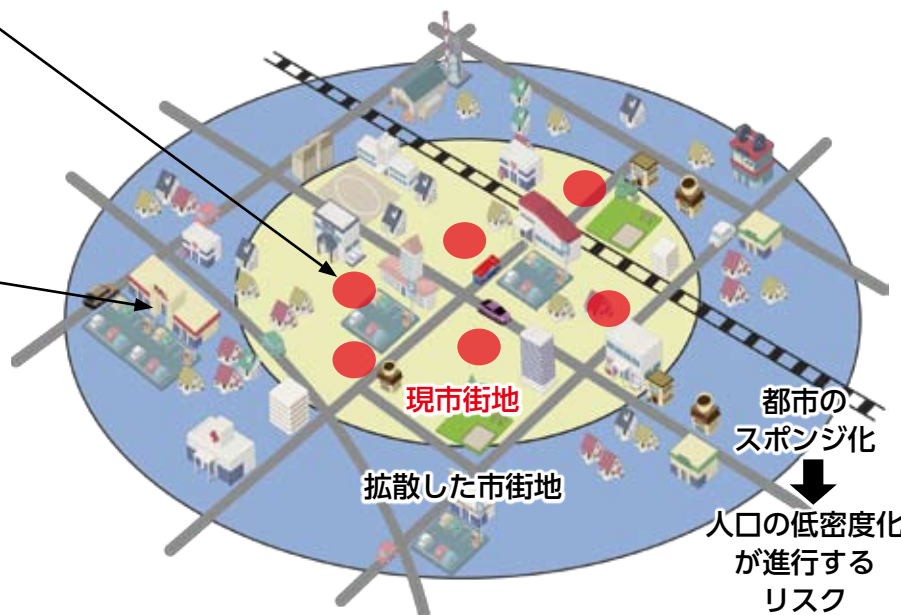 現市街地
拡散した市街地
都市の
スポンジ化
人口の低密度化
が進行する
リスク